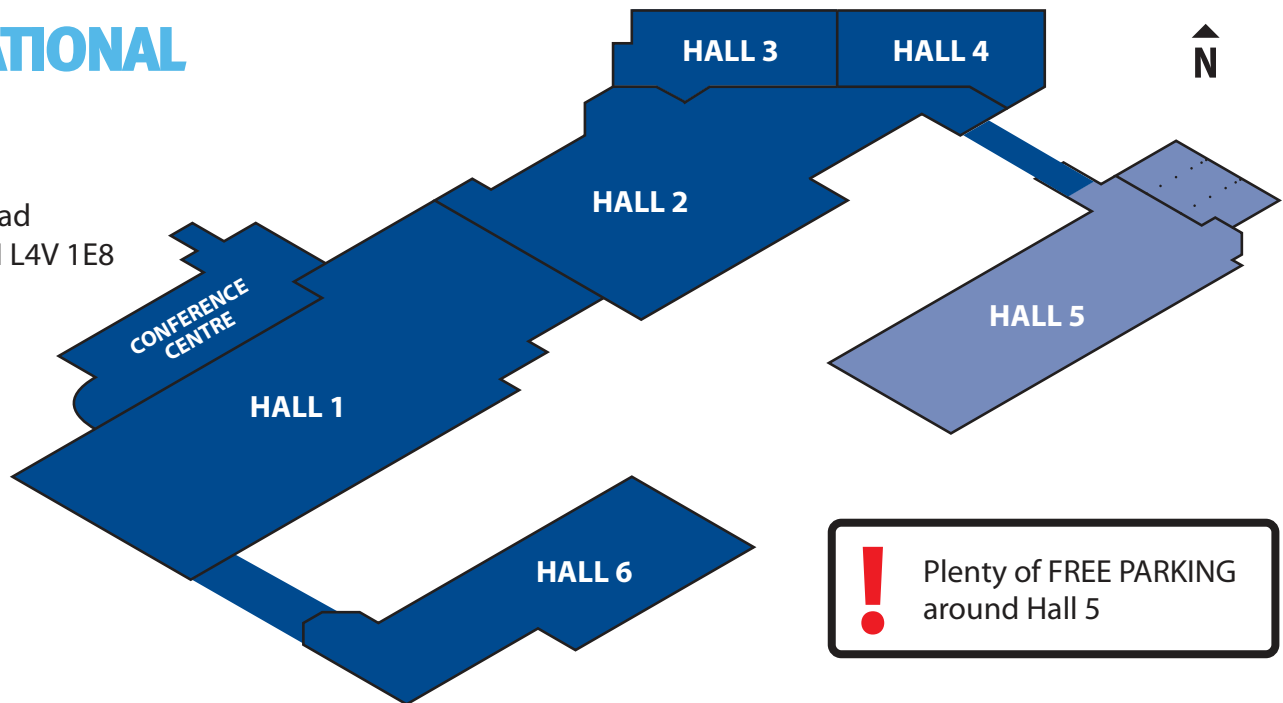 ATIONAL
HALL 3
HALL 4
N
HALL 2
ad
L4V 1E8
CONFERENCE
CENTRE
HALL 5
HALL 1
HALL 6
! Plenty of FREE PARKING
around Hall 5